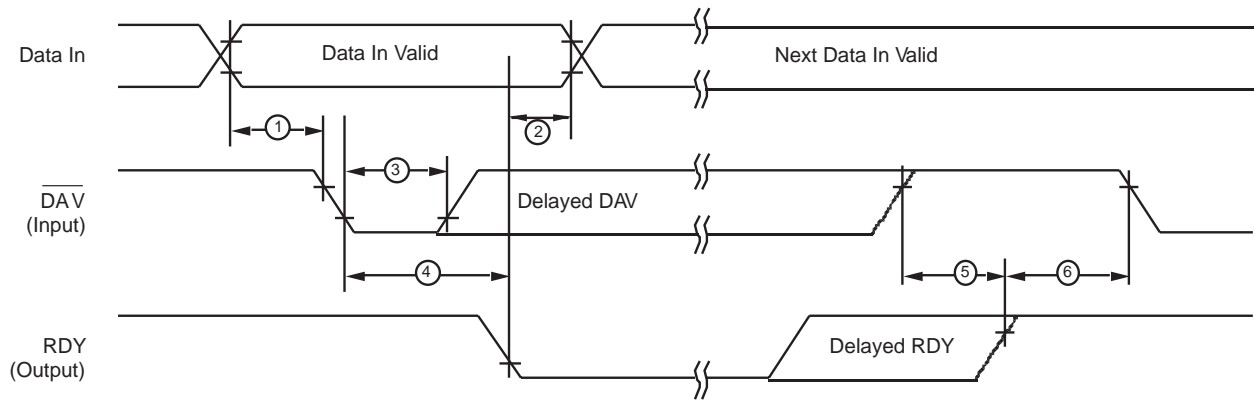 Data In
Data In Valid
Next Data In Valid
1
2
3
DAV
(Input)
Delayed DAV
4
5
6
RDY
(Output)
Delayed RDY